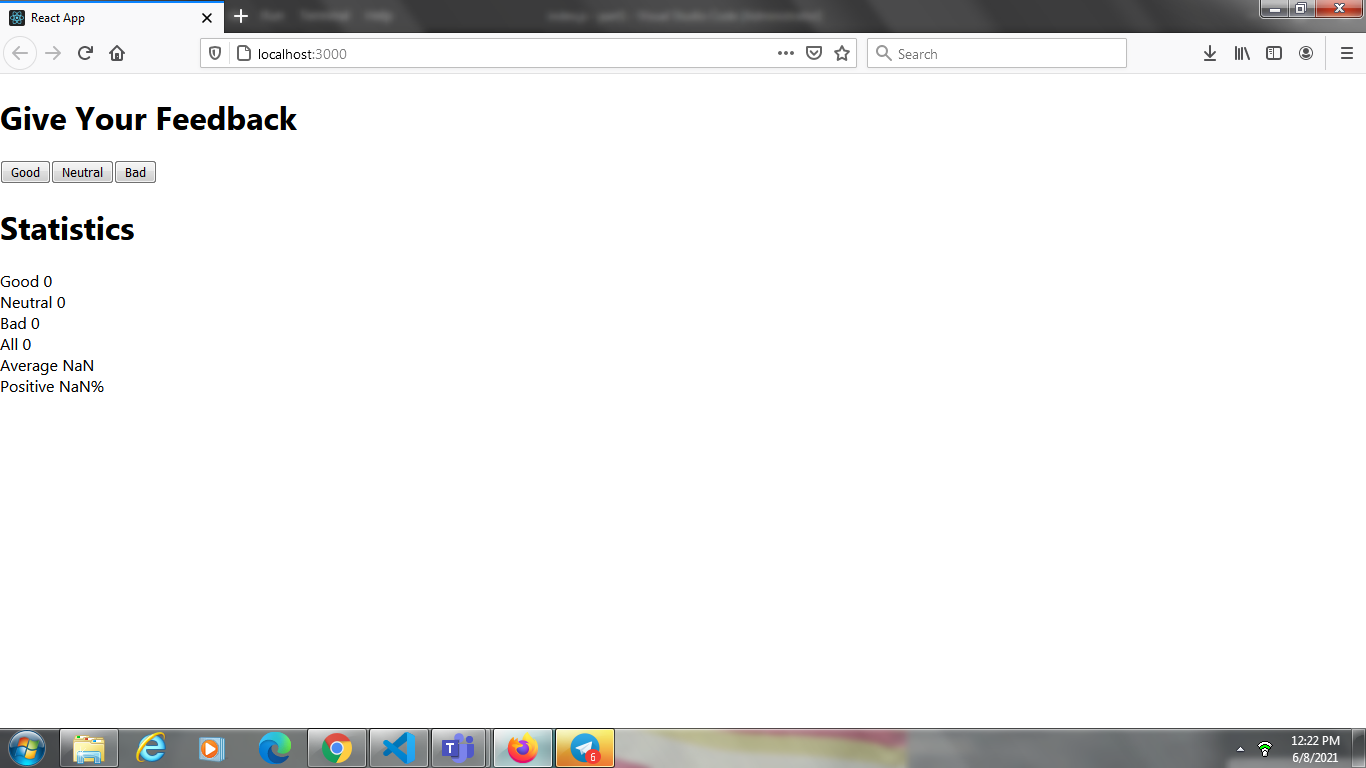 React App
localhost:3000
Search
Give Your Feedback
Good Neutral Bad
Statistics
Good 0
Neutral 0
Bad 0
All 0
Average NaN
Positive NaN%
6
12:22 PM
6/8/2021